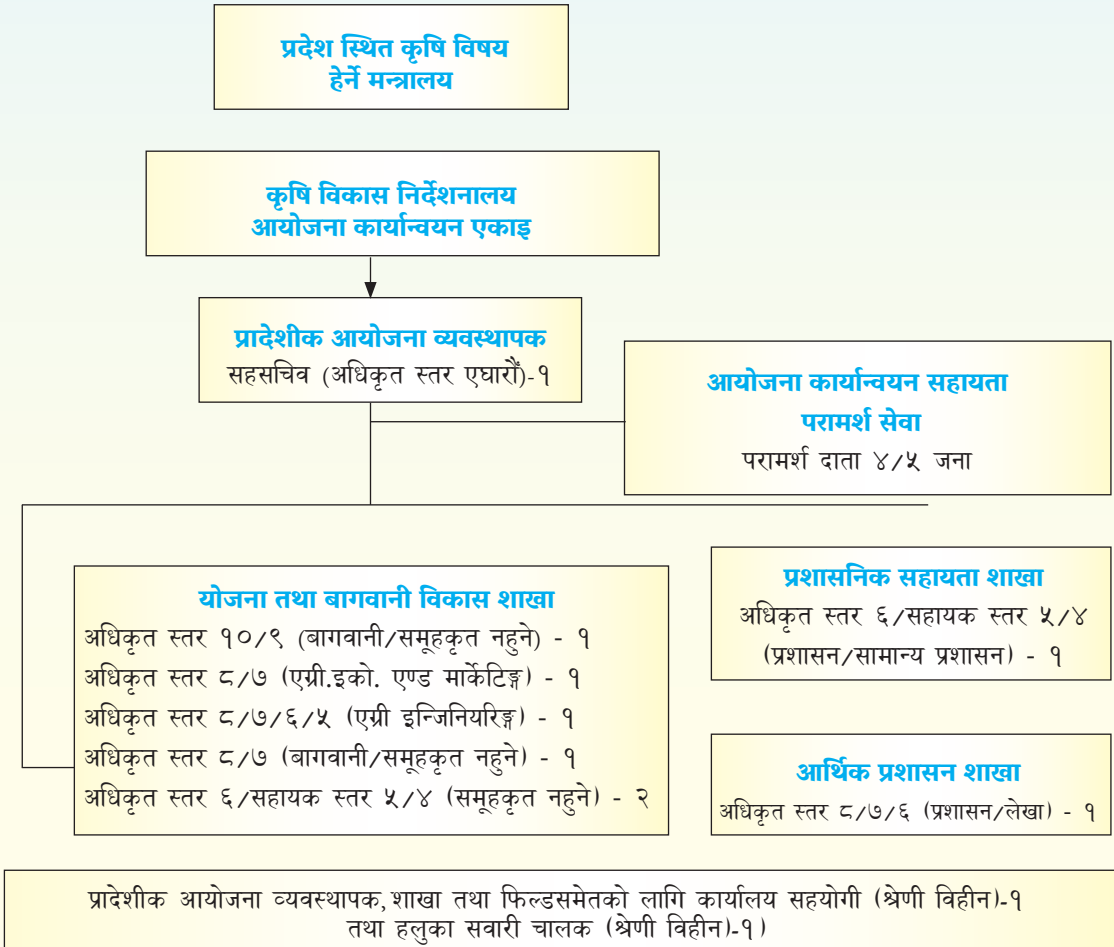 प्रदेश स्थित कृषि विषय
हेर्ने मन्त्रालय
कृषि विकास निर्देशनालय
आयोजना कार्यान्वयन एकाइ
प्रादेशीक आयोजना व्यवस्थापक
सहसचिव (अधिकृत स्तर एघारौँ)-१
आयोजना कार्यान्वयन सहायता
परामर्श सेवा
परामर्श दाता ४/५ जना
योजना तथा बागवानी विकास शाखा
अधिकृत स्तर १०/९ (बागवानी/समूहकृत नहुने) - १
अधिकृत स्तर ८/७ (एग्री.इको. एण्ड मार्केटिङ्ग) - १
अधिकृत स्तर ८/७/६/५ (एग्री इन्जिनियरिङ्ग) - १
अधिकृत स्तर ८/७ (बागवानी/समूहकृत नहुने) - १
अधिकृत स्तर ६/सहायक स्तर ५/४ (समूहकृत नहुने) - २
प्रशासनिक सहायता शाखा
अधिकृत स्तर ६/सहायक स्तर ५/४
(प्रशासन/सामान्य प्रशासन) - १
आर्थिक प्रशासन शाखा
अधिकृत स्तर ८/७/६ (प्रशासन/लेखा) - १
प्रादेशीक आयोजना व्यवस्थापक, शाखा तथा फिल्डसमेतको लागि कार्यालय सहयोगी (श्रेणी विहीन)-१
तथा हलुका सवारी चालक (श्रेणी विहीन-१)